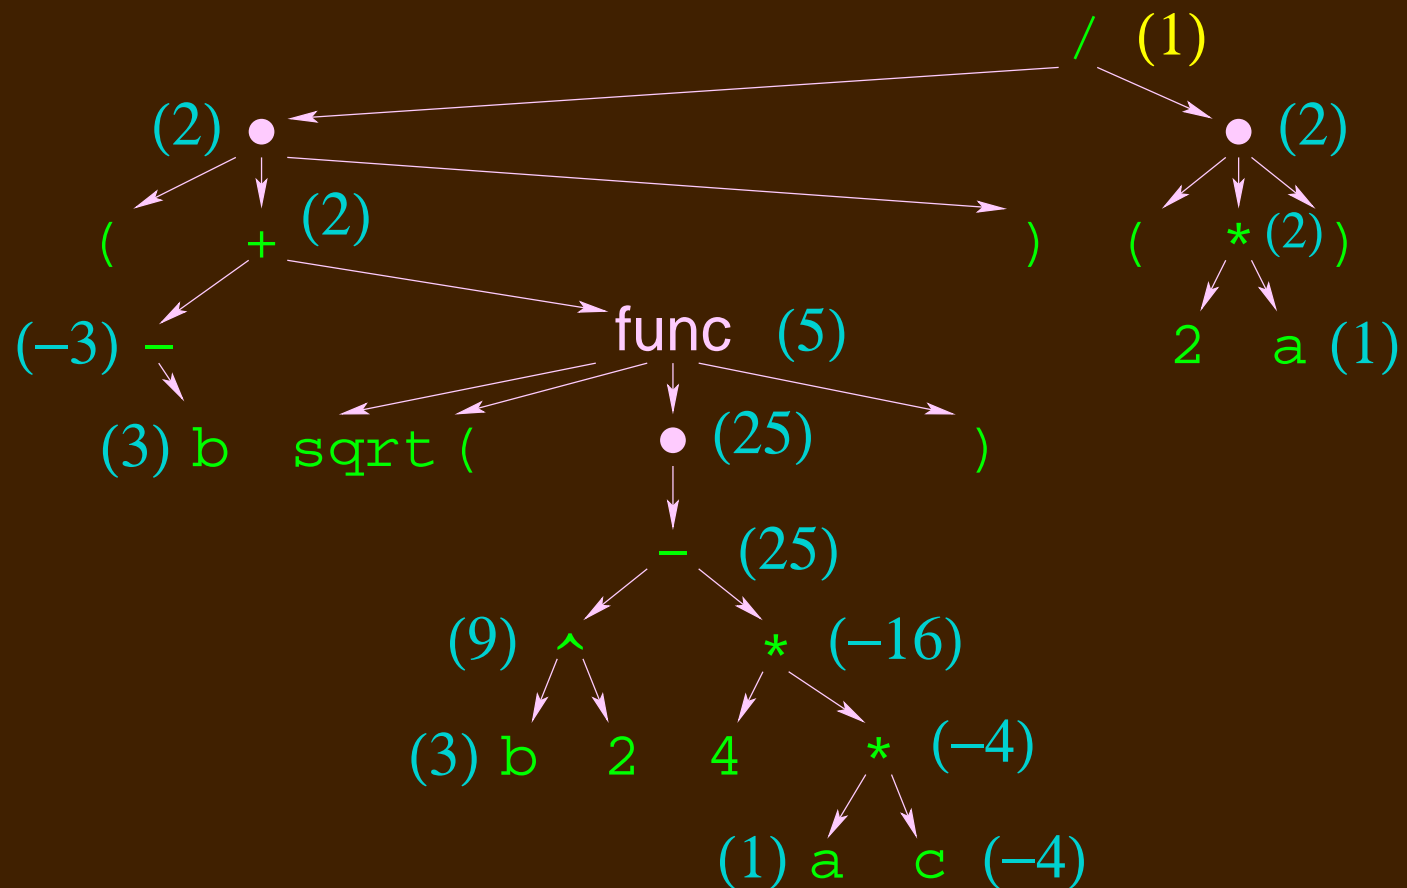 / (1)
(2) (2)
( + (2) ) ( * (2) )
(−3) − func (5) 2 a (1)
(3) b sqrt ( (25) )
− (25)
(9) ^ * (−16)
(3) b 2 4 * (−4)
(1) a c (−4)